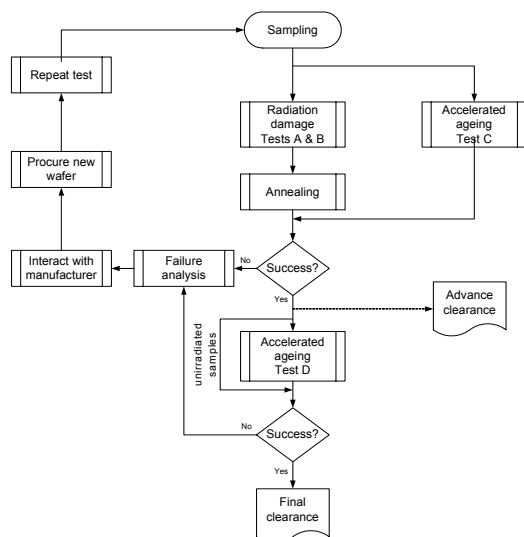 Sampling
Repeat test
Radiation
damage
Tests A & B
Accelerated
ageing
Test C
Procure new
wafer
Annealing
Interact with
manufacturer
Failure
analysis
No
Success?
Yes
Advance
clearance
unirradiated
samples
Accelerated
ageing
Test D
No
Success?
Yes
Final
clearance